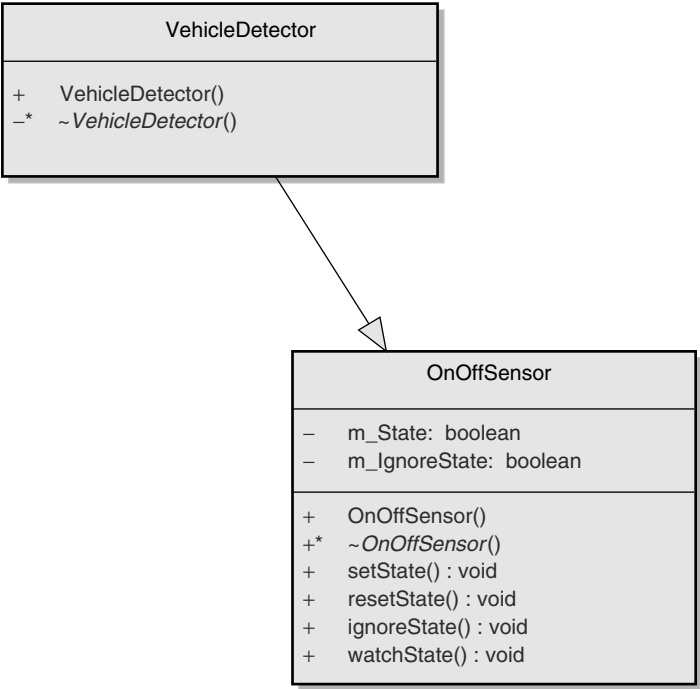 VehicleDetector
+ VehicleDetector()
–* ~VehicleDetector()
OnOffSensor
– m_State: boolean
– m_IgnoreState: boolean
+ OnOffSensor()
+* ~OnOffSensor()
+ setState() : void
+ resetState() : void
+ ignoreState() : void
+ watchState() : void